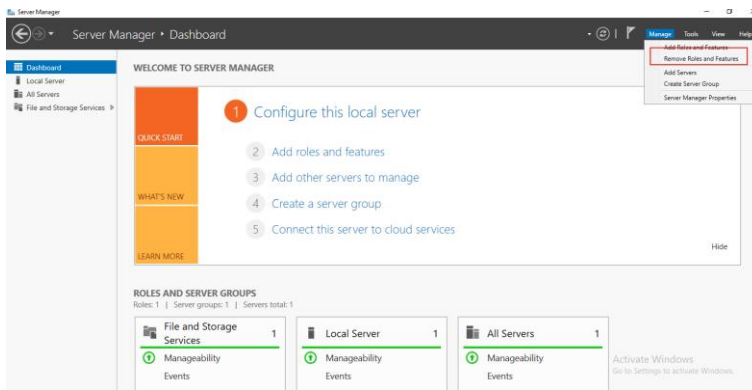 Server Manager
Server Manager • Dashboard
Manage Tools View Help
Add Roles and Features
Remove Roles and Features
Add Servers
Create Server Group
Server Manager Properties
Dashboard
Local Server
All Servers
File and Storage Services
WELCOME TO SERVER MANAGER
QUICK START
WHAT'S NEW
LEARN MORE
1 Configure this local server
2 Add roles and features
3 Add other servers to manage
4 Create a server group
5 Connect this server to cloud services
Hide
ROLES AND SERVER GROUPS
Roles: 1 | Server groups: 1 | Servers total: 1
File and Storage
Services
1
Manageability
Events
Local Server 1
Manageability
Events
All Servers 1
Manageability
Events
Activate Windows
Go to Settings to activate Windows.